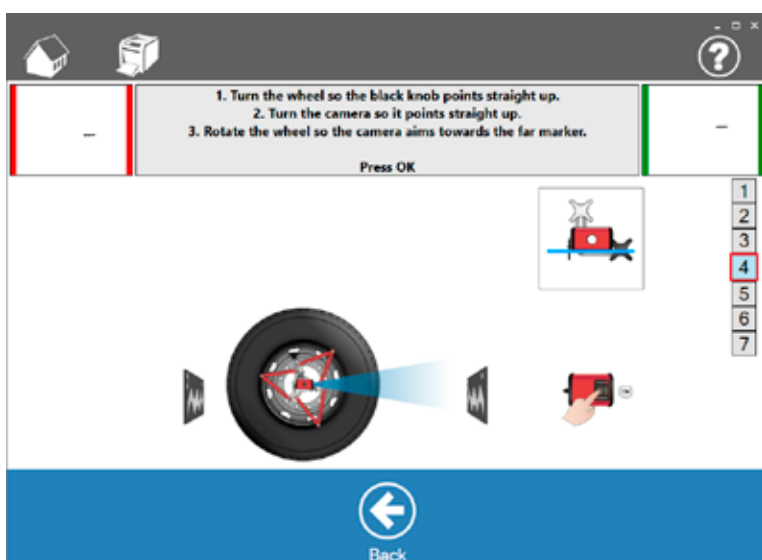 ?
1. Turn the wheel so the black knob points straight up.
2. Turn the camera so it points straight up.
3. Rotate the wheel so the camera aims towards the far marker.
Press OK
–
–
1
2
3
4
5
6
7
Back